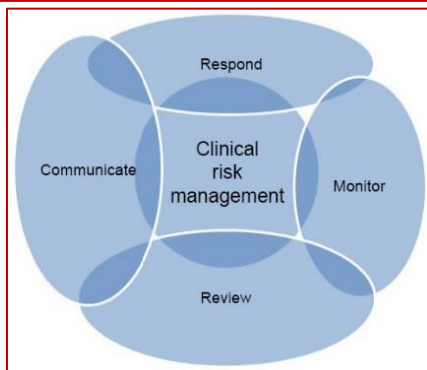 Respond
Communicate
Clinical
risk
management
Monitor
Review